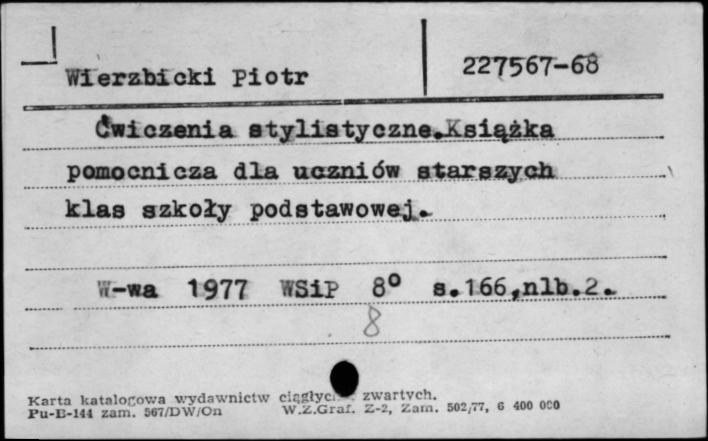 Wierzbicki Piotr 227567-68
Ćwiczenia stylistyczne.Książka
pomocnicza dla uczniów starszych
klas szkoły podstawowej.
W-wa 1977 WSiP 8° s.166,nlb.2.
8
Karta katalogowa wydawnictw zwartych.
Pu-B-144 zam. 567/DW/On W.Z.Graf. Z-2, Zam. 502/77, 6 400 000